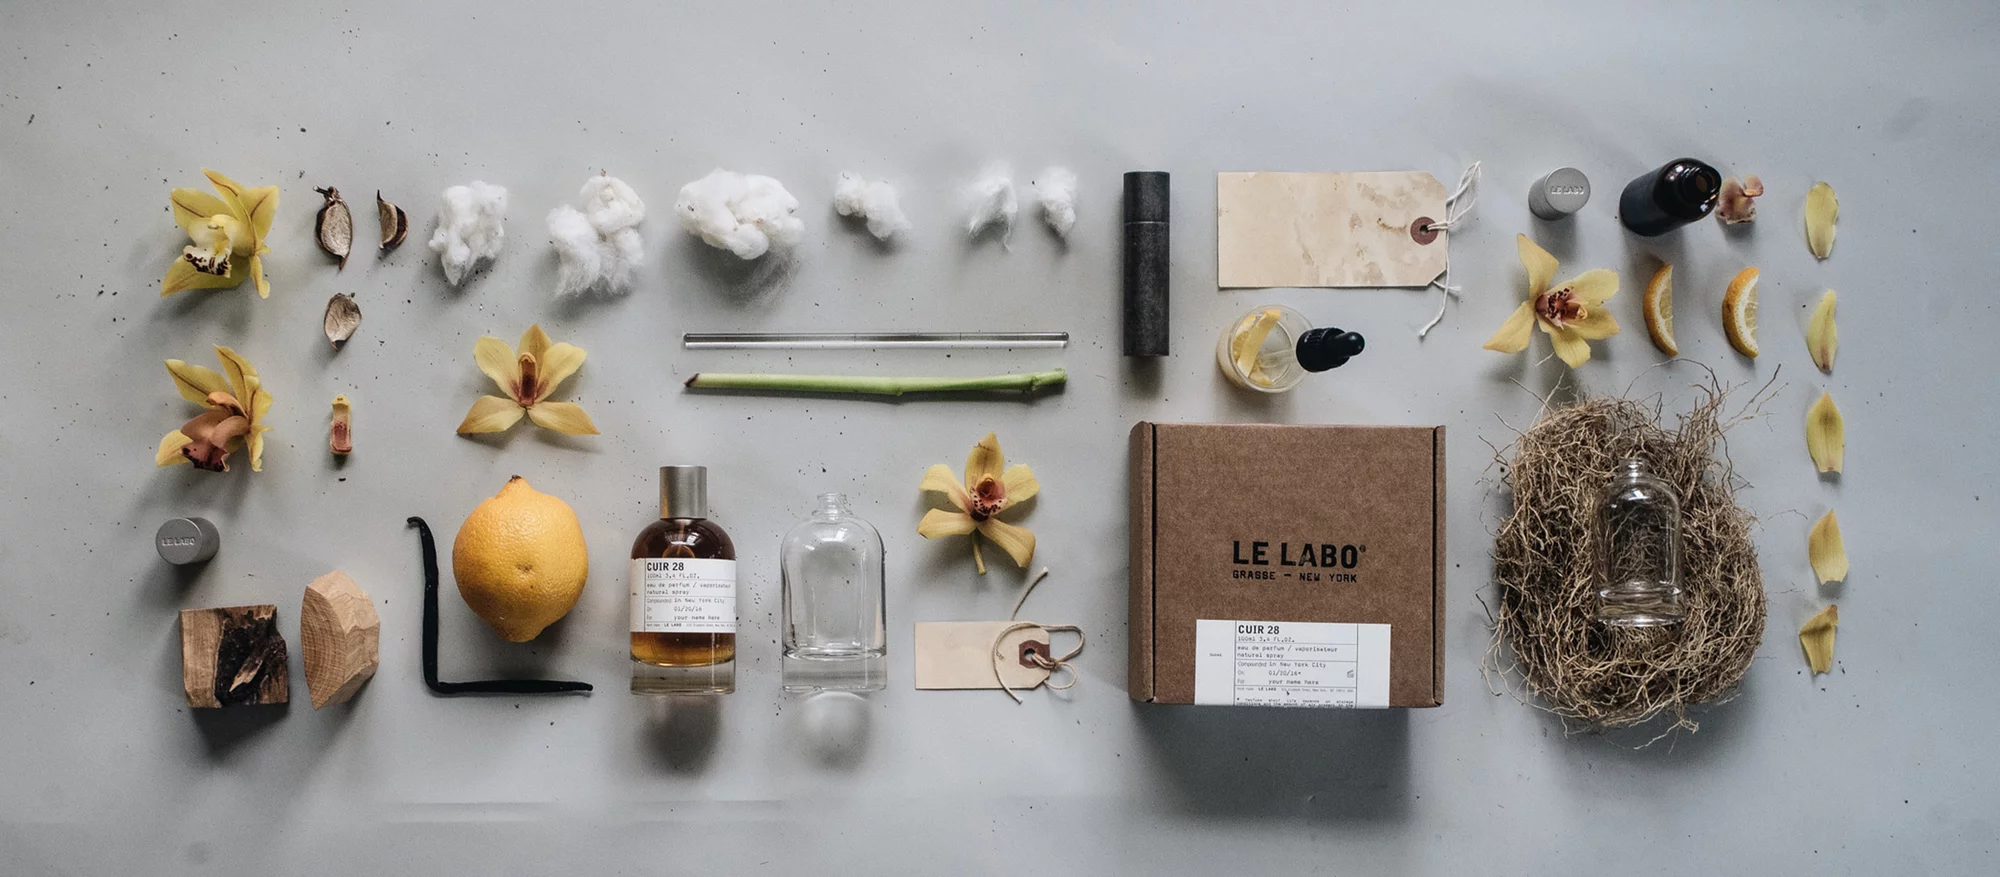 LE LABO
LE LABO
CUIR 28
100ml 3.4 FL.OZ.
eau de parfum / vaporisateur
natural spray
Compounded in New York City
On 01/20/16
For your name here
LE LABO
LE LABO®
GRASSE — NEW YORK
CUIR 28
100ml 3.4 FL.OZ.
eau de parfum / vaporisateur
natural spray
Compounded in New York City
On 01/20/16*
For your name here
LE LABO